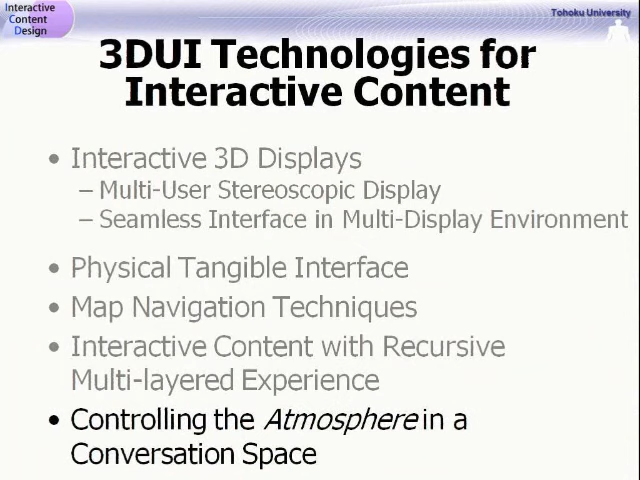 Interactive
Content
Design
Tohoku University
3DUI Technologies for
Interactive Content
• Interactive 3D Displays
– Multi-User Stereoscopic Display
– Seamless Interface in Multi-Display Environment
• Physical Tangible Interface
• Map Navigation Techniques
• Interactive Content with Recursive
Multi-layered Experience
• Controlling the Atmosphere in a
Conversation Space